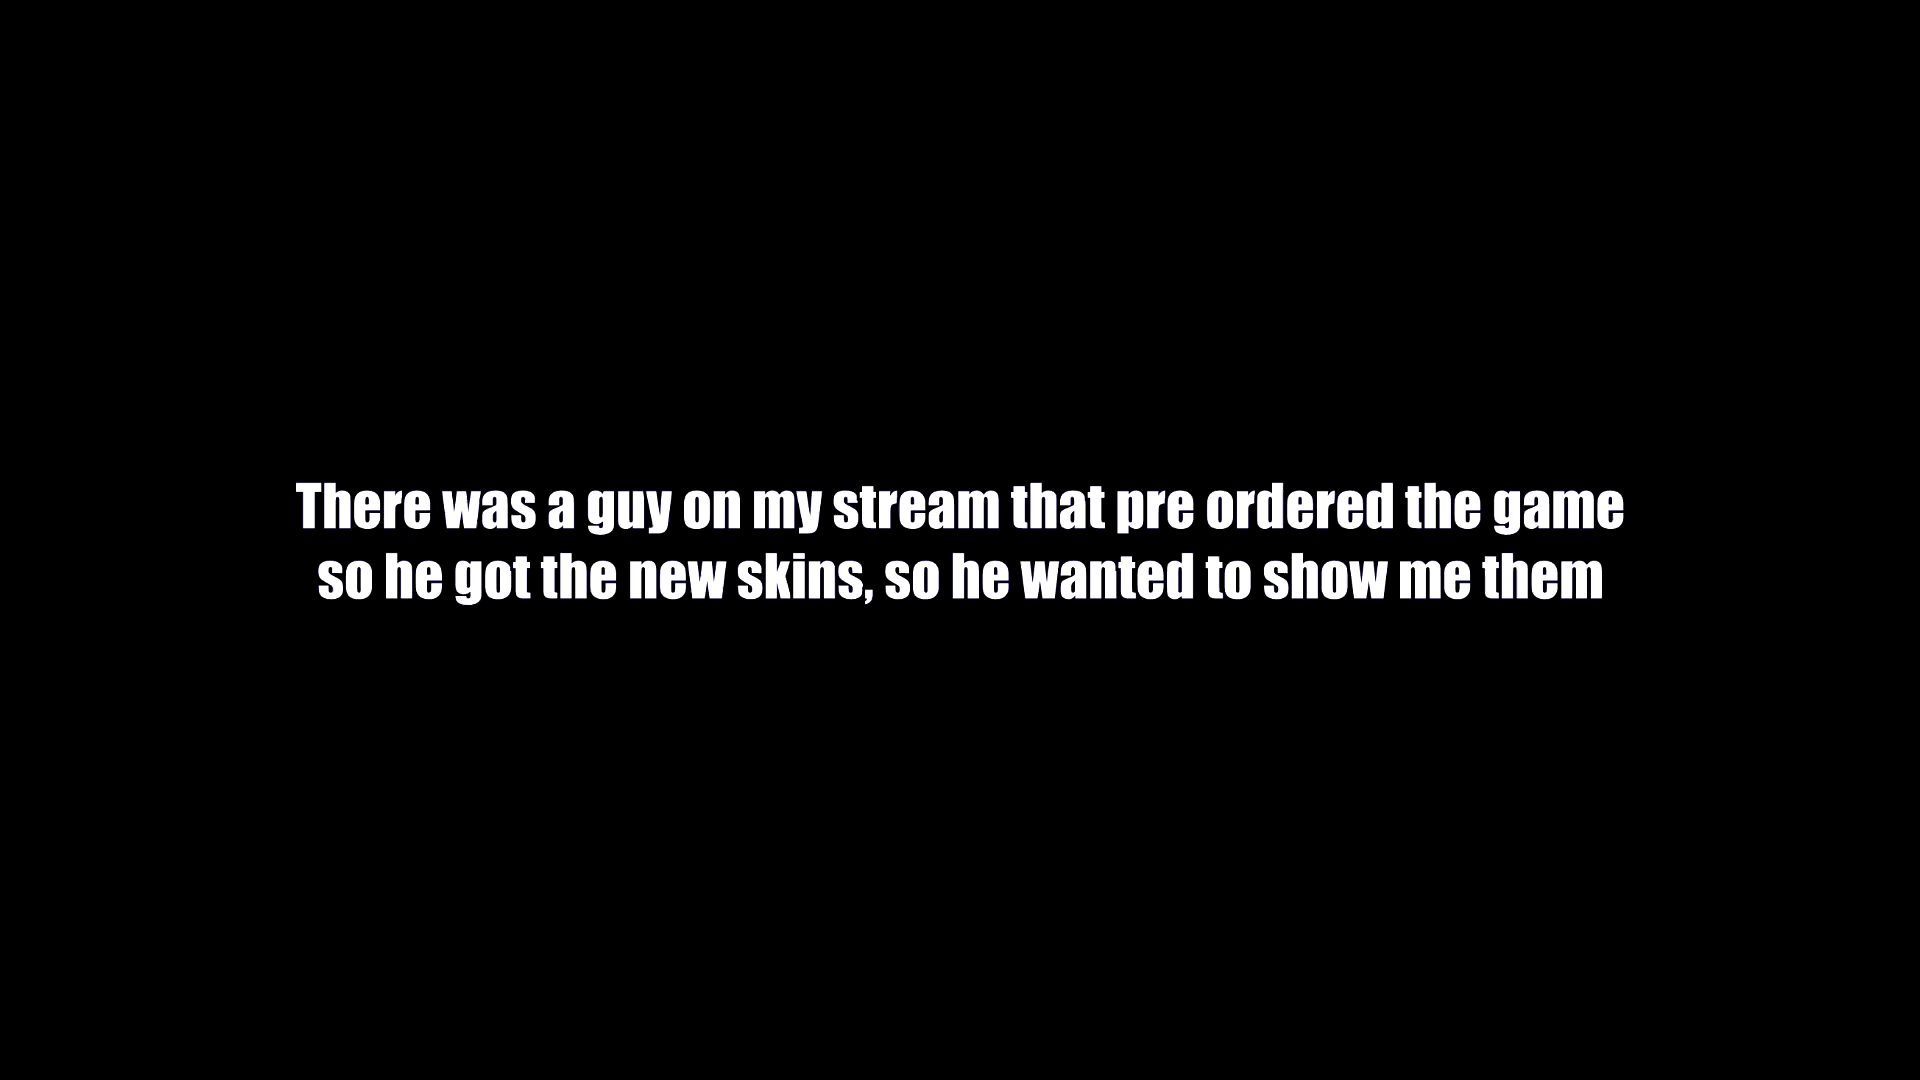 There was a guy on my stream that pre ordered the game
so he got the new skins, so he wanted to show me them